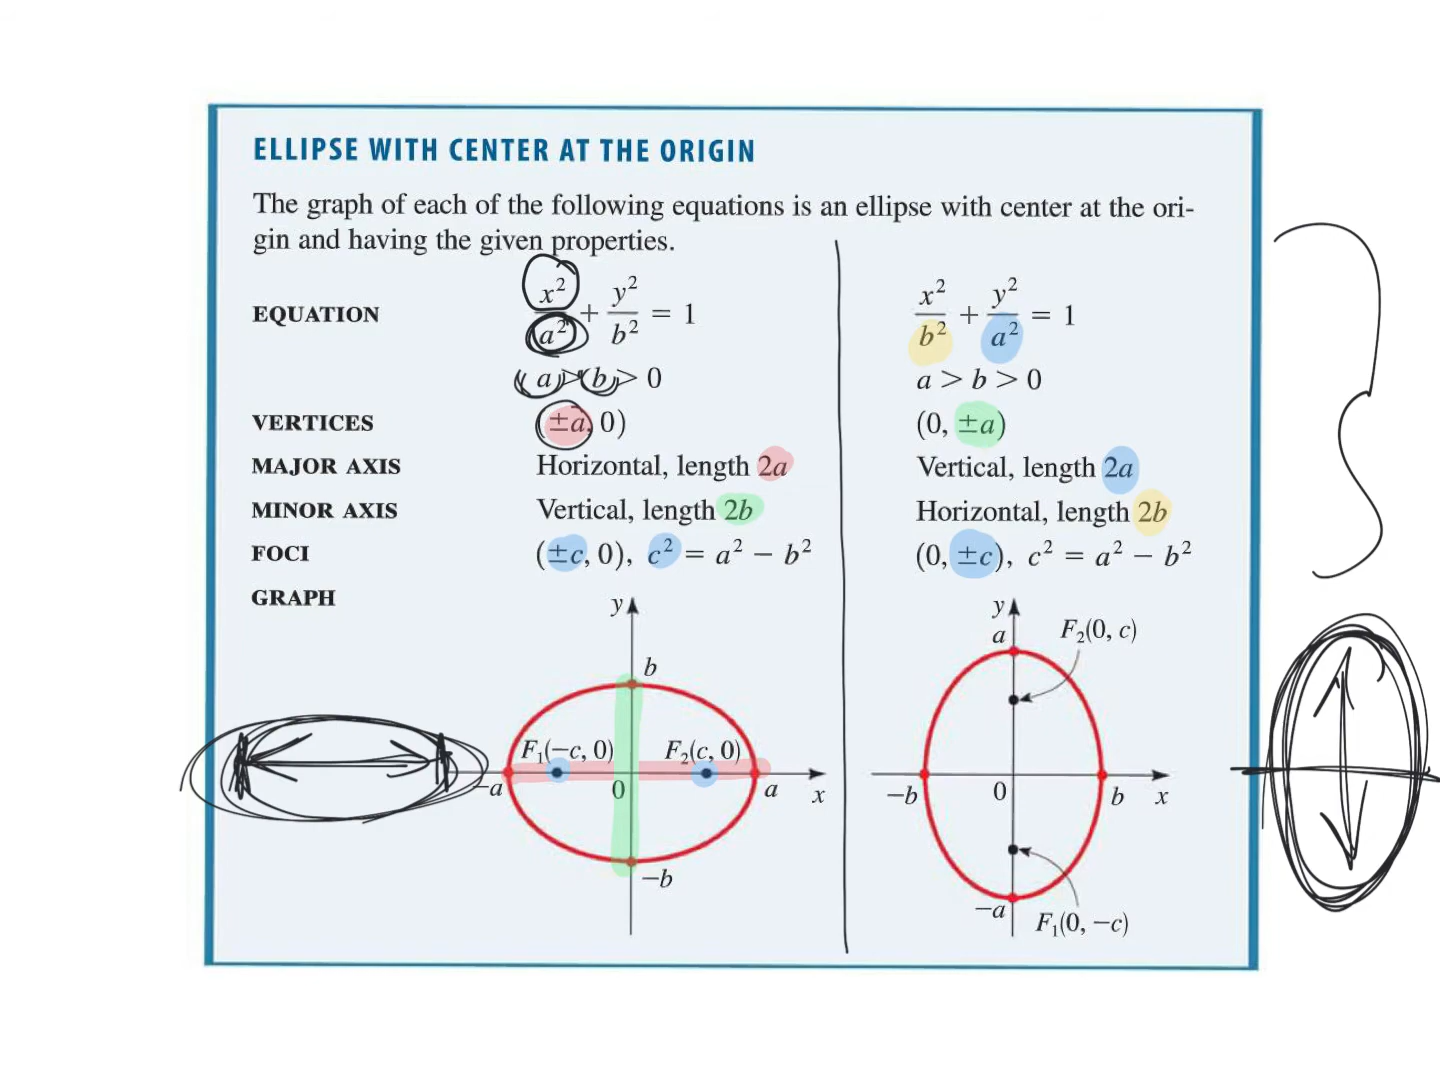 ELLIPSE WITH CENTER AT THE ORIGIN
The graph of each of the following equations is an ellipse with center at the ori-
gin and having the given properties.
EQUATION x²/a² + y²/b² = 1 x²/b² + y²/a² = 1
a > b > 0 a > b > 0
VERTICES (±a, 0) (0, ±a)
MAJOR AXIS Horizontal, length 2a Vertical, length 2a
MINOR AXIS Vertical, length 2b Horizontal, length 2b
FOCI (±c, 0), c² = a² − b² (0, ±c), c² = a² − b²
GRAPH
y
b
F₁(−c, 0) F₂(c, 0)
−a 0 a x
−b
y
a F₂(0, c)
−b 0 b x
−a F₁(0, −c)